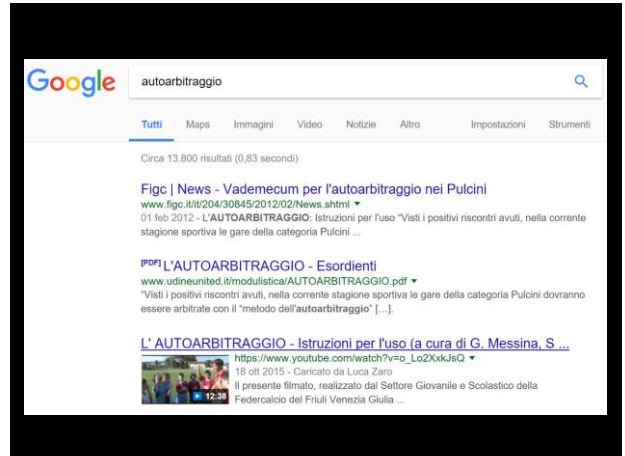 Google autoarbitraggio
Tutti Maps Immagini Video Notizie Altro Impostazioni Strumenti
Circa 13.800 risultati (0,83 secondi)
Figc | News - Vademecum per l'autoarbitraggio nei Pulcini
www.figc.it/it/204/30845/2012/02/News.shtml ▼
01 feb 2012 - L'AUTOARBITRAGGIO: Istruzioni per l'uso "Visti i positivi riscontri avuti, nella corrente
stagione sportiva le gare della categoria Pulcini ...
[PDF] L'AUTOARBITRAGGIO - Esordienti
www.udineunited.it/modulistica/AUTOARBITRAGGIO.pdf ▼
"Visti i positivi riscontri avuti, nella corrente stagione sportiva le gare della categoria Pulcini dovranno
essere arbitrate con il "metodo dell'autoarbitraggio" [...].
L' AUTOARBITRAGGIO - Istruzioni per l'uso (a cura di G. Messina, S ...
https://www.youtube.com/watch?v=o_Lo2XxkJsQ ▼
18 ott 2015 - Caricato da Luca Zaro
Il presente filmato, realizzato dal Settore Giovanile e Scolastico della
Federcalcio del Friuli Venezia Giulia ...
12:38